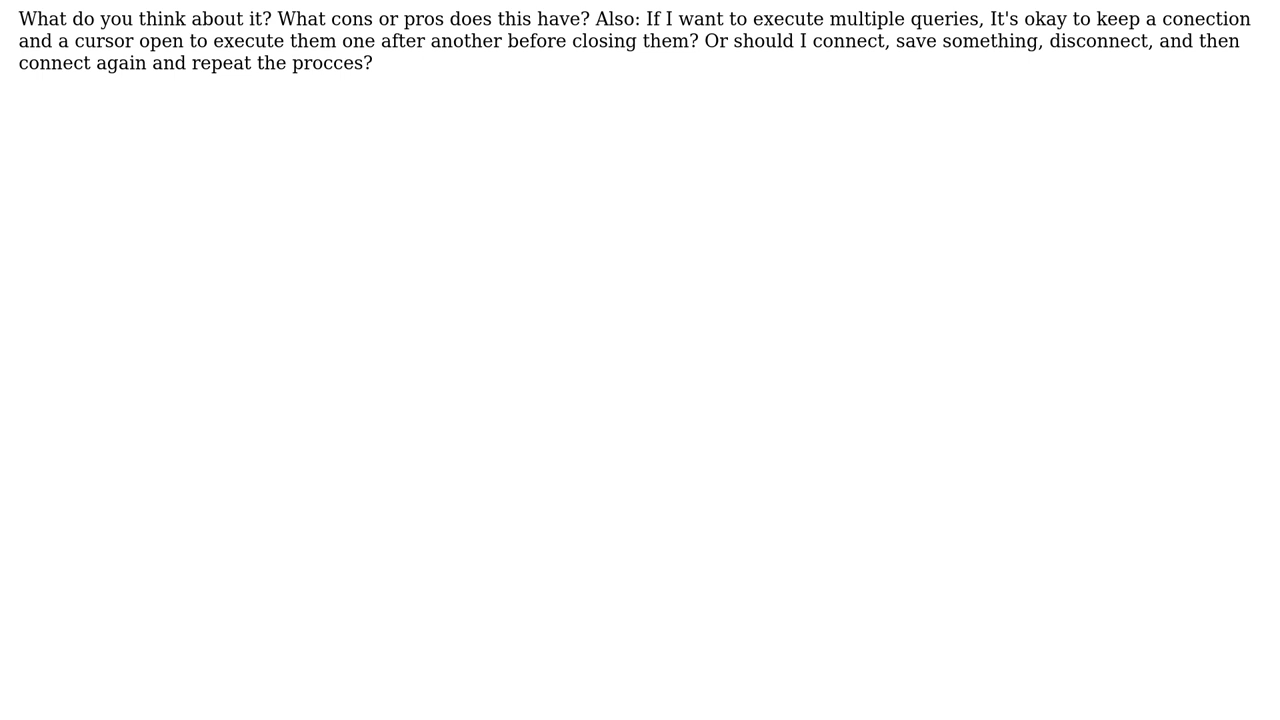 What do you think about it? What cons or pros does this have? Also: If I want to execute multiple queries, It's okay to keep a conection
and a cursor open to execute them one after another before closing them? Or should I connect, save something, disconnect, and then
connect again and repeat the procces?